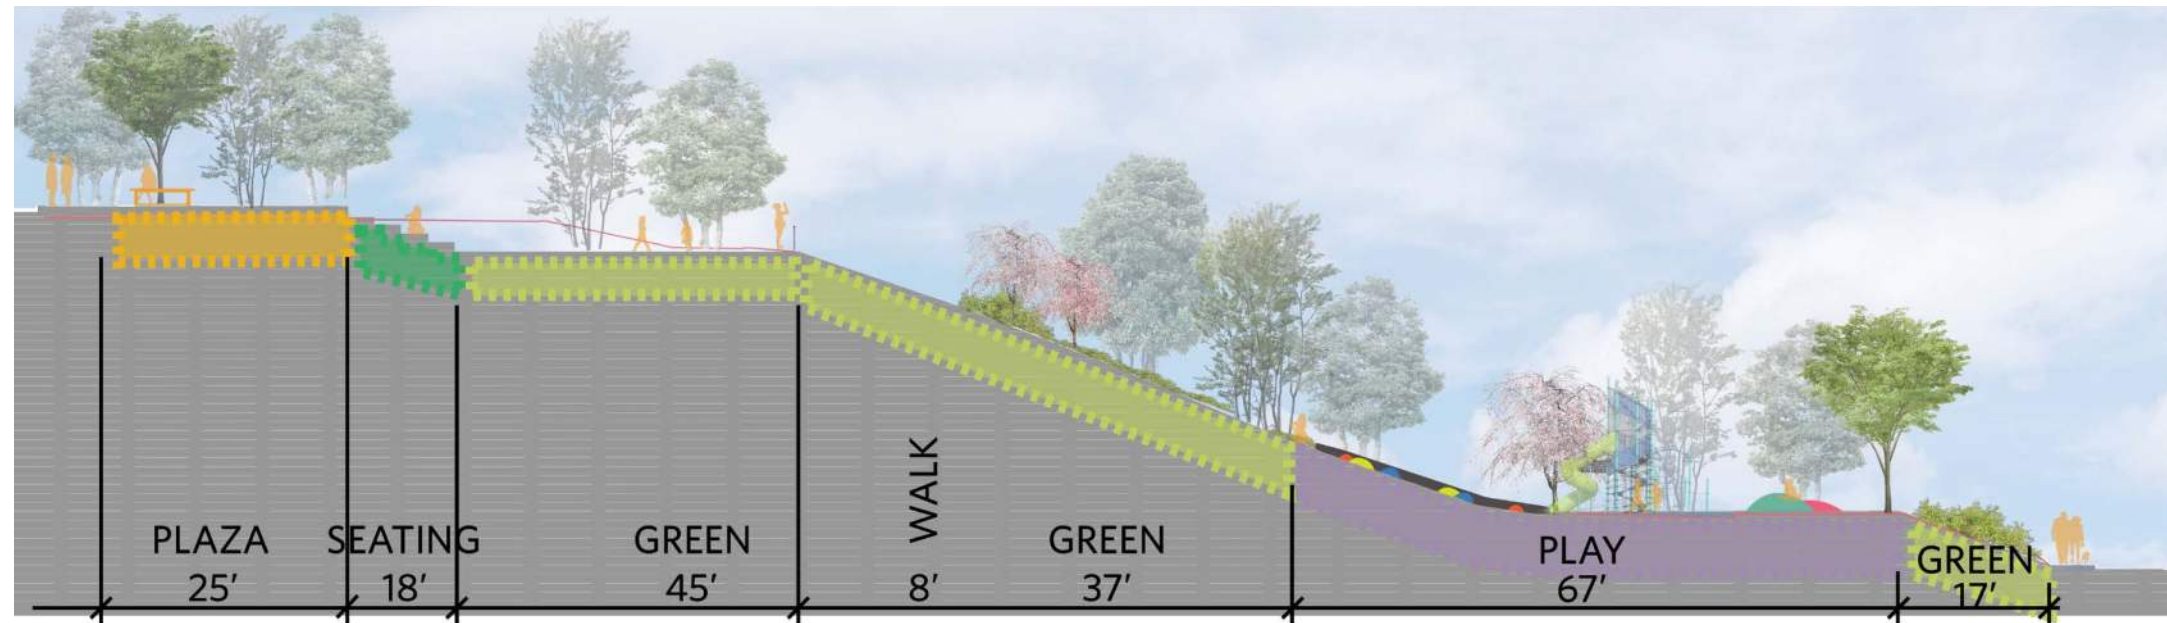 PLAZA
25′
SEATING
18′
GREEN
45′
WALK
8′
GREEN
37′
PLAY
67′
GREEN
17′